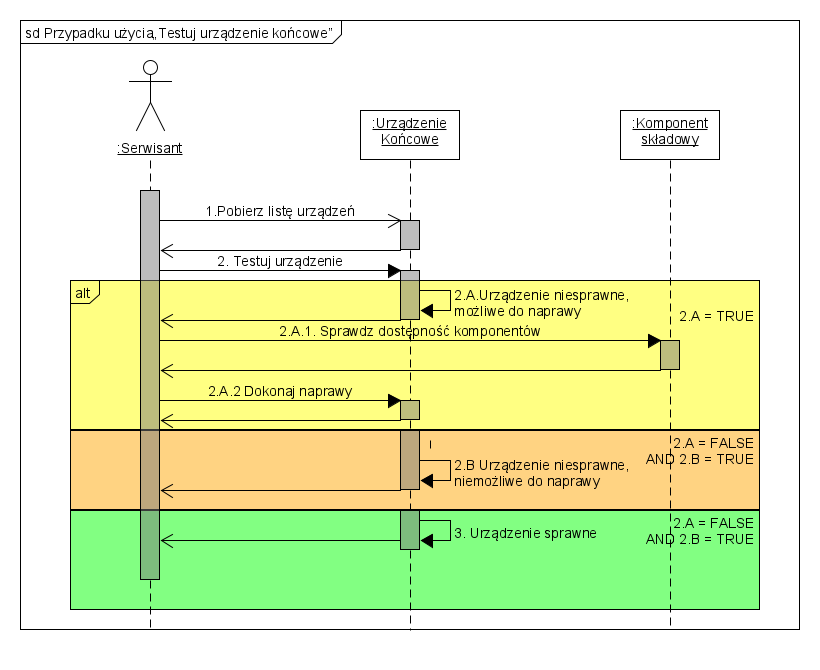 sd Przypadku użycia„Testuj urządzenie końcowe”
:Serwisant
:Urządzenie
Końcowe
:Komponent
składowy
1.Pobierz listę urządzeń
2. Testuj urządzenie
alt
2.A.Urządzenie niesprawne,
możliwe do naprawy
2.A = TRUE
2.A.1. Sprawdz dostępność komponentów
2.A.2 Dokonaj naprawy
2.A = FALSE
AND 2.B = TRUE
2.B Urządzenie niesprawne,
niemożliwe do naprawy
2.A = FALSE
AND 2.B = TRUE
3. Urządzenie sprawne